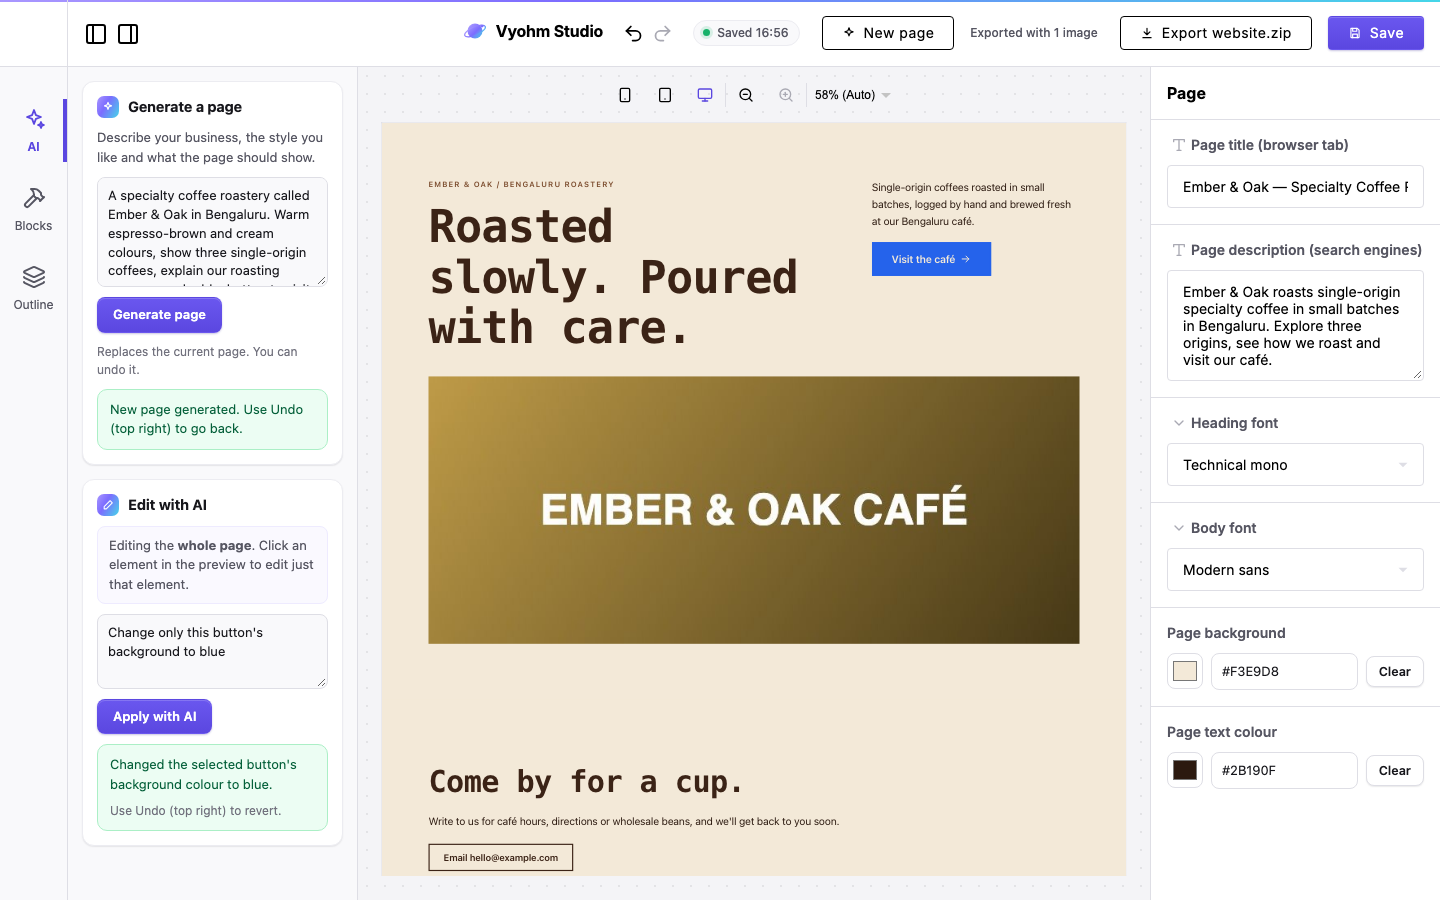 Vyohm Studio
Saved 16:56
New page
Exported with 1 image
Export website.zip
Save
AI
Blocks
Outline
Generate a page
Describe your business, the style you
like and what the page should show.
A specialty coffee roastery called
Ember & Oak in Bengaluru. Warm
espresso-brown and cream
colours, show three single-origin
coffees, explain our roasting
Generate page
Replaces the current page. You can
undo it.
New page generated. Use Undo
(top right) to go back.
Edit with AI
Editing the whole page. Click an
element in the preview to edit just
that element.
Change only this button's
background to blue
Apply with AI
Changed the selected button's
background colour to blue.
Use Undo (top right) to revert.
58% (Auto)
EMBER & OAK / BENGALURU ROASTERY
Roasted
slowly. Poured
with care.
Single-origin coffees roasted in small
batches, logged by hand and brewed fresh
at our Bengaluru café.
Visit the café →
EMBER & OAK CAFÉ
Come by for a cup.
Write to us for café hours, directions or wholesale beans, and we'll get back to you soon.
Email hello@example.com
Page
Page title (browser tab)
Ember & Oak — Specialty Coffee
Page description (search engines)
Ember & Oak roasts single-origin
specialty coffee in small batches
in Bengaluru. Explore three
origins, see how we roast and
visit our café.
Heading font
Technical mono
Body font
Modern sans
Page background
#F3E9D8
Clear
Page text colour
#2B190F
Clear